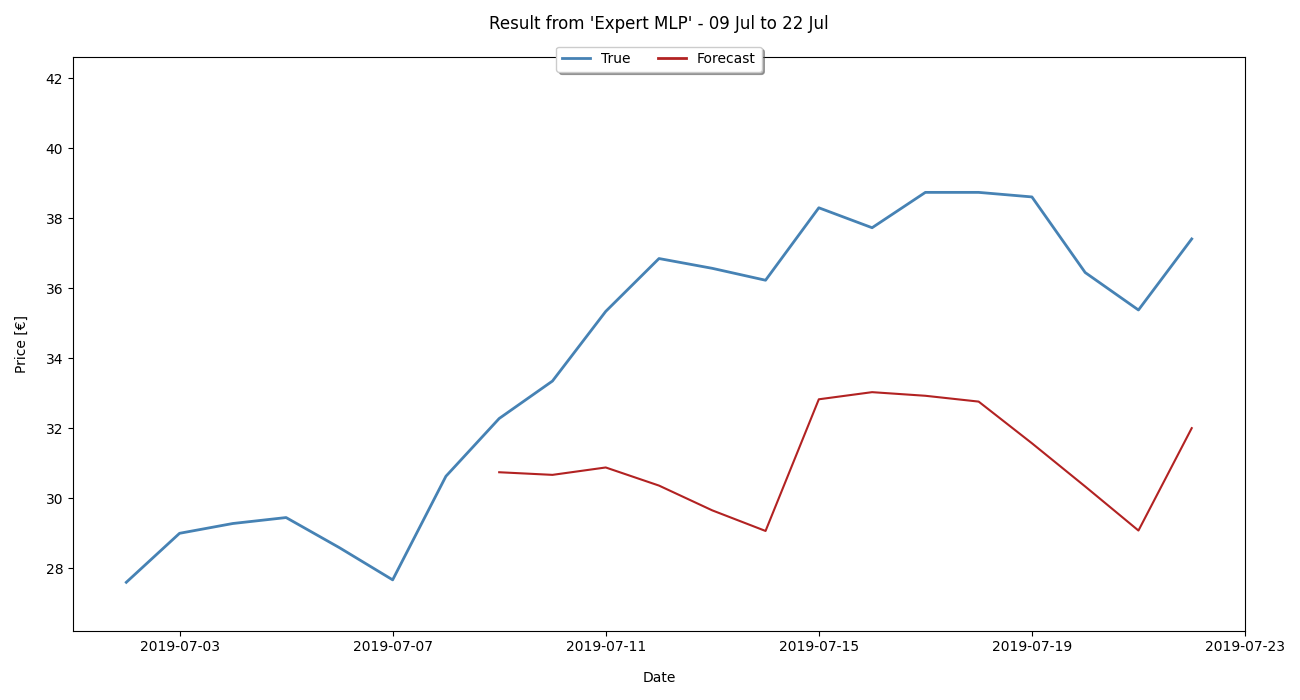 Result from 'Expert MLP' - 09 Jul to 22 Jul
True Forecast
42
40
38
36
34
32
30
28
Price [€]
2019-07-03 2019-07-07 2019-07-11 2019-07-15 2019-07-19 2019-07-23
Date